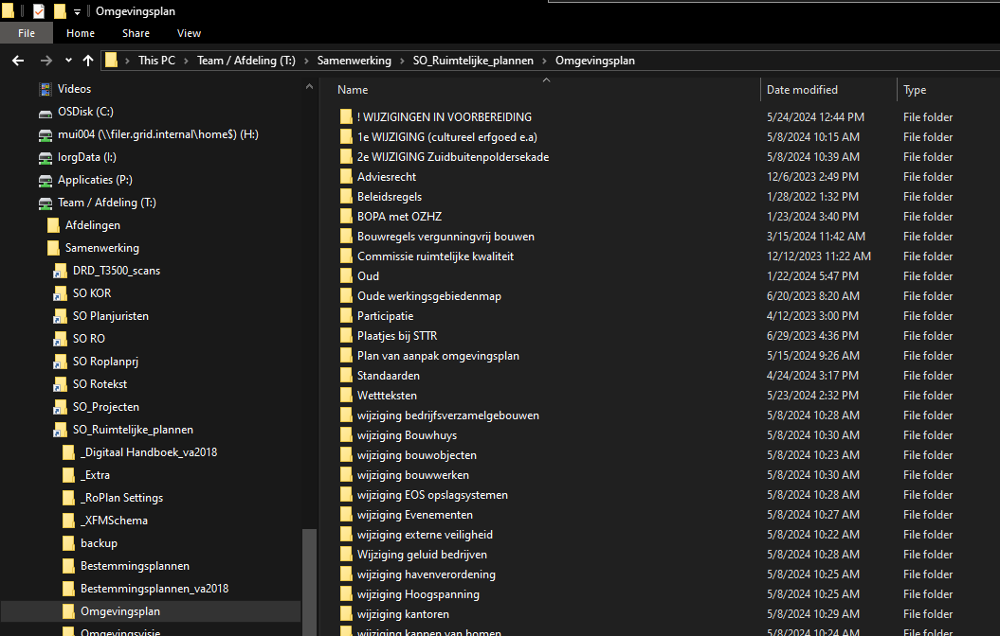 Omgevingsplan
File Home Share View
This PC > Team / Afdeling (T:) > Samenwerking > SO_Ruimtelijke_plannen > Omgevingsplan
Videos
OSDisk (C:)
mui004 (\\filer.grid.internal\home$) (H:)
IorgData (I:)
Applicaties (P:)
Team / Afdeling (T:)
Afdelingen
Samenwerking
DRD_T3500_scans
SO KOR
SO Planjuristen
SO RO
SO Roplanprj
SO Rotekst
SO_Projecten
SO_Ruimtelijke_plannen
_Digitaal Handboek_va2018
_Extra
_RoPlan Settings
_XFMSchema
backup
Bestemmingsplannen
Bestemmingsplannen_va2018
Omgevingsplan
Omgevingsvisie
Name Date modified Type
! WIJZIGINGEN IN VOORBEREIDING 5/24/2024 12:44 PM File folder
1e WIJZIGING (cultureel erfgoed e.a) 5/8/2024 10:15 AM File folder
2e WIJZIGING Zuidbuitenpoldersekade 5/8/2024 10:39 AM File folder
Adviesrecht 12/6/2023 2:49 PM File folder
Beleidsregels 1/28/2022 1:32 PM File folder
BOPA met OZHZ 1/23/2024 3:40 PM File folder
Bouwregels vergunningvrij bouwen 3/15/2024 11:42 AM File folder
Commissie ruimtelijke kwaliteit 12/12/2023 11:22 AM File folder
Oud 1/22/2024 5:47 PM File folder
Oude werkingsgebiedenmap 6/20/2023 8:20 AM File folder
Participatie 4/12/2023 3:00 PM File folder
Plaatjes bij STTR 6/29/2023 4:36 PM File folder
Plan van aanpak omgevingsplan 5/15/2024 9:26 AM File folder
Standaarden 4/24/2024 3:17 PM File folder
Wettteksten 5/23/2024 2:32 PM File folder
wijziging bedrijfsverzamelgebouwen 5/8/2024 10:28 AM File folder
wijziging Bouwhuys 5/8/2024 10:30 AM File folder
wijziging bouwobjecten 5/8/2024 10:23 AM File folder
wijziging bouwwerken 5/8/2024 10:30 AM File folder
wijziging EOS opslagsystemen 5/8/2024 10:28 AM File folder
wijziging Evenementen 5/8/2024 10:27 AM File folder
wijziging externe veiligheid 5/8/2024 10:22 AM File folder
Wijziging geluid bedrijven 5/8/2024 10:28 AM File folder
wijziging havenverordening 5/8/2024 10:25 AM File folder
wijziging Hoogspanning 5/8/2024 10:25 AM File folder
wijziging kantoren 5/8/2024 10:29 AM File folder
wijziging kappen van bomen 5/8/2024 10:24 AM File folder